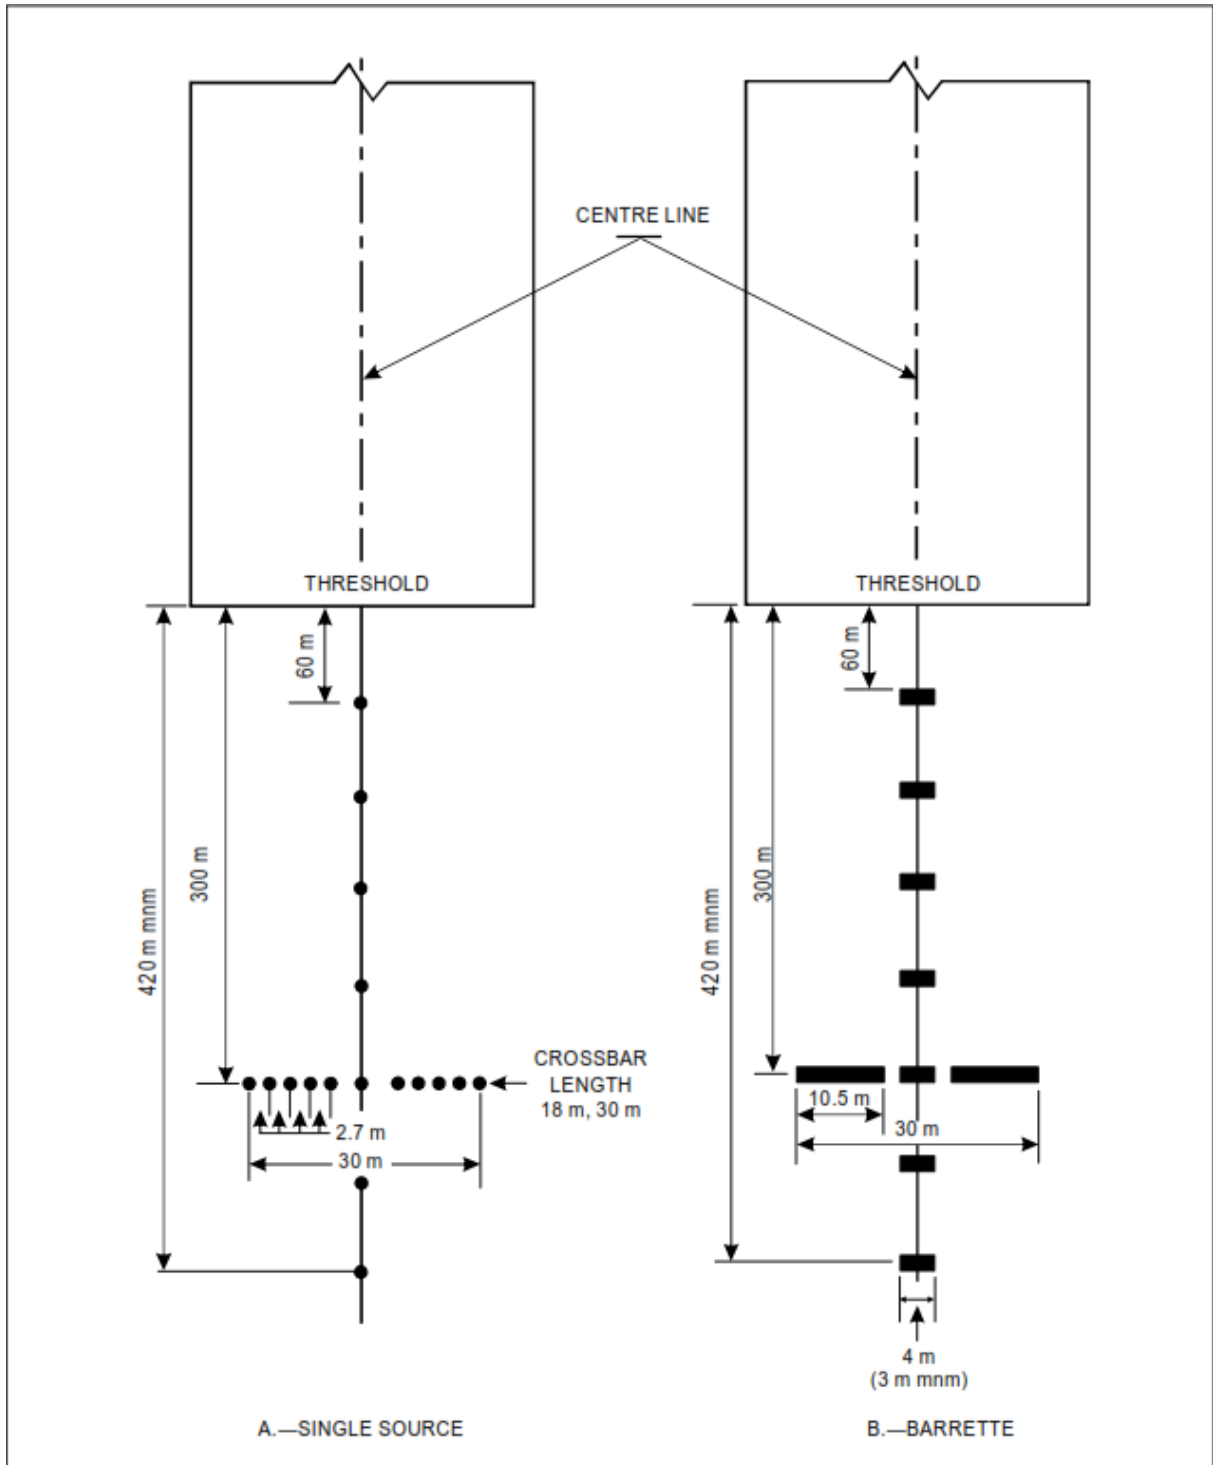 CENTRE LINE
THRESHOLD
THRESHOLD
60 m
60 m
300 m
300 m
420 m mnm
420 m mnm
CROSSBAR
LENGTH
18 m, 30 m
2.7 m
30 m
10.5 m
30 m
4 m
(3 m mnm)
A.—SINGLE SOURCE
B.—BARRETTE